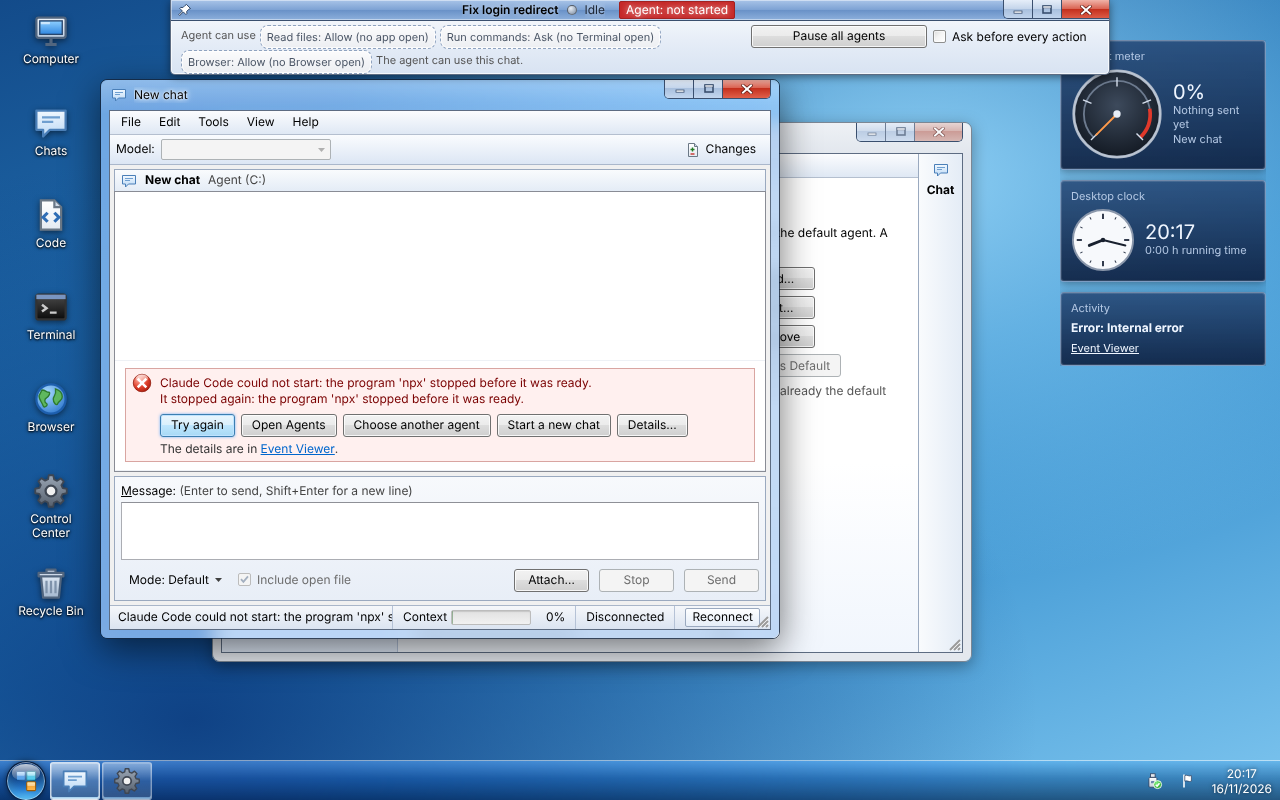 Fix login redirect
Idle
Agent: not started
Agent can use
Read files: Allow (no app open)
Run commands: Ask (no Terminal open)
Browser: Allow (no Browser open)
The agent can use this chat.
Pause all agents
Ask before every action
Computer
Chats
Code
Terminal
Browser
Control
Center
Recycle Bin
New chat
File
Edit
Tools
View
Help
Model:
Changes
New chat
Agent (C:)
Claude Code could not start: the program 'npx' stopped before it was ready.
It stopped again: the program 'npx' stopped before it was ready.
Try again
Open Agents
Choose another agent
Start a new chat
Details...
The details are in Event Viewer.
Message: (Enter to send, Shift+Enter for a new line)
Mode: Default
Include open file
Attach...
Stop
Send
Claude Code could not start: the program 'npx'
Context
0%
Disconnected
Reconnect
the default agent. A
Default
already the default
Chat
meter
0%
Nothing sent
yet
New chat
Desktop clock
20:17
0:00 h running time
Activity
Error: Internal error
Event Viewer
20:17
16/11/2026